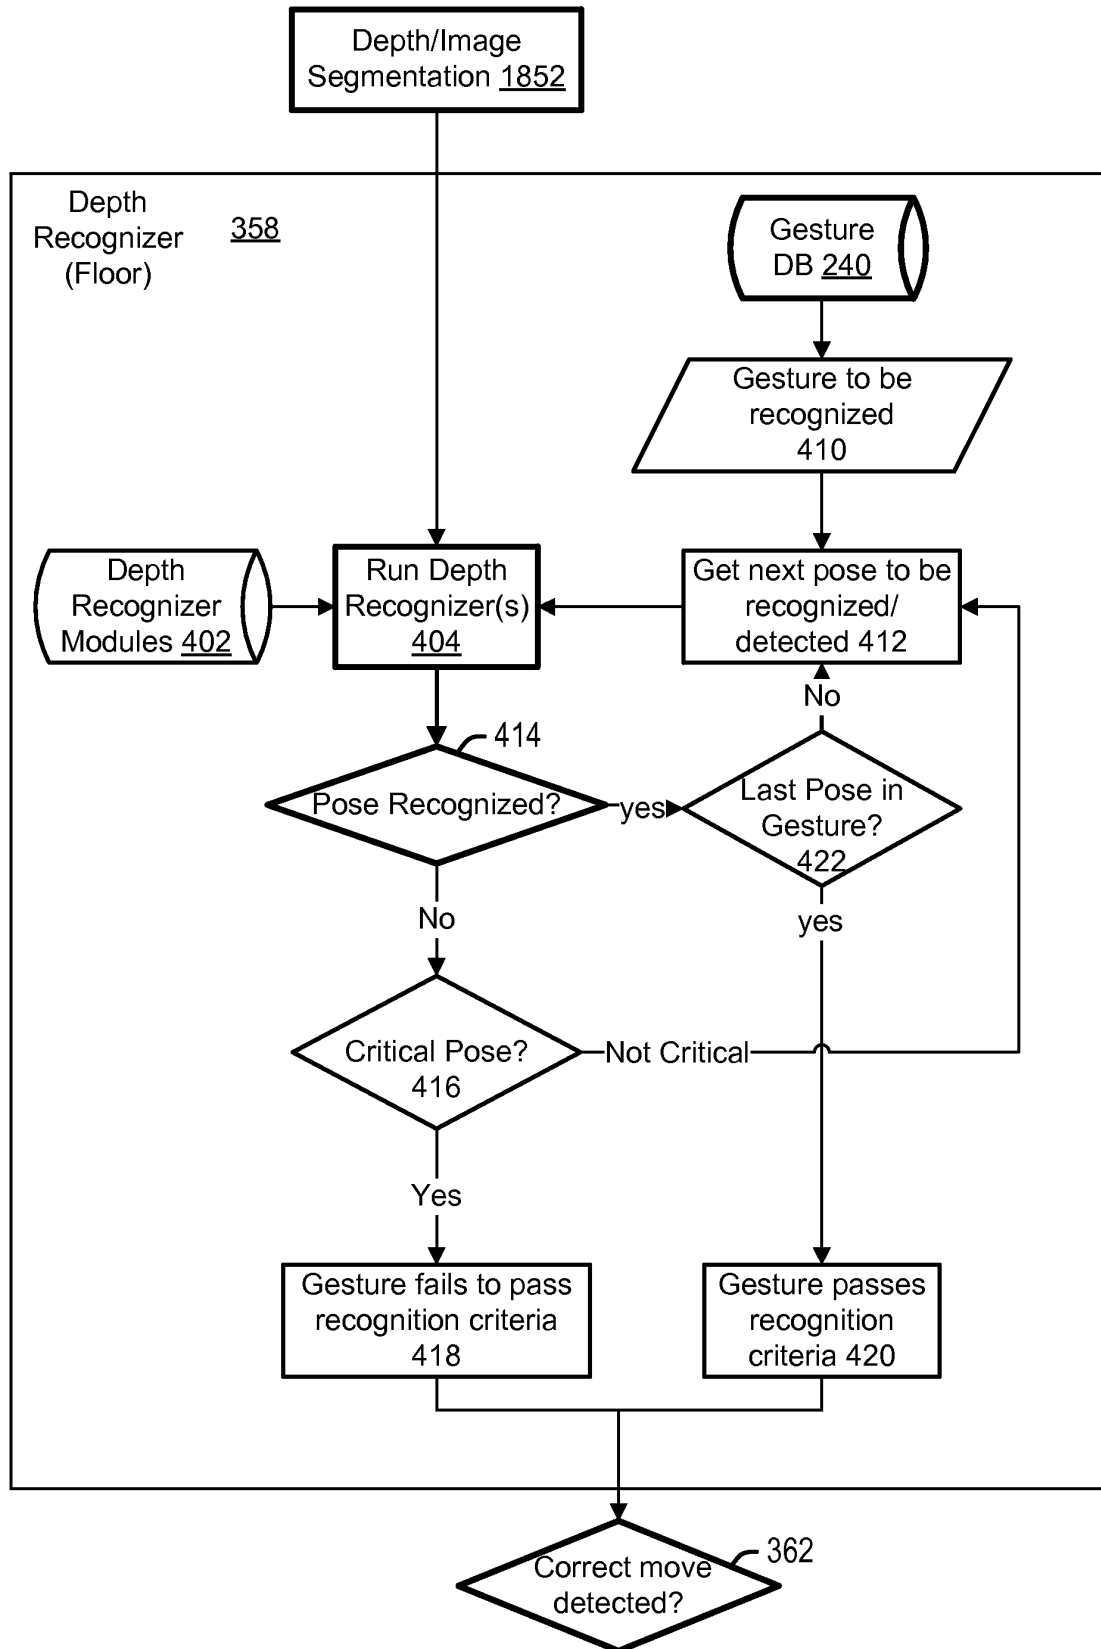 Depth/Image
Segmentation 1852
Depth
Recognizer
(Floor)
358
Gesture
DB 240
Gesture to be
recognized
410
Depth
Recognizer
Modules 402
Run Depth
Recognizer(s)
404
Get next pose to be
recognized/
detected 412
No
414
Pose Recognized?
yes
Last Pose in
Gesture?
422
No
yes
Critical Pose?
416
Not Critical
Yes
Gesture fails to pass
recognition criteria
418
Gesture passes
recognition
criteria 420
362
Correct move
detected?